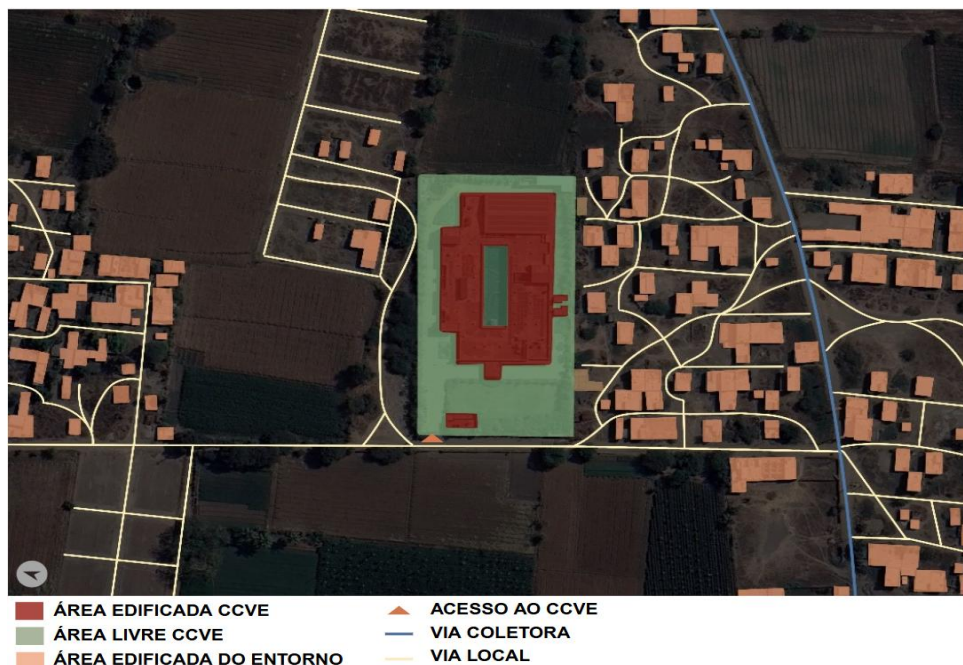 ÁREA EDIFICADA CCVE
ÁREA LIVRE CCVE
ÁREA EDIFICADA DO ENTORNO
ACESSO AO CCVE
VIA COLETORA
VIA LOCAL